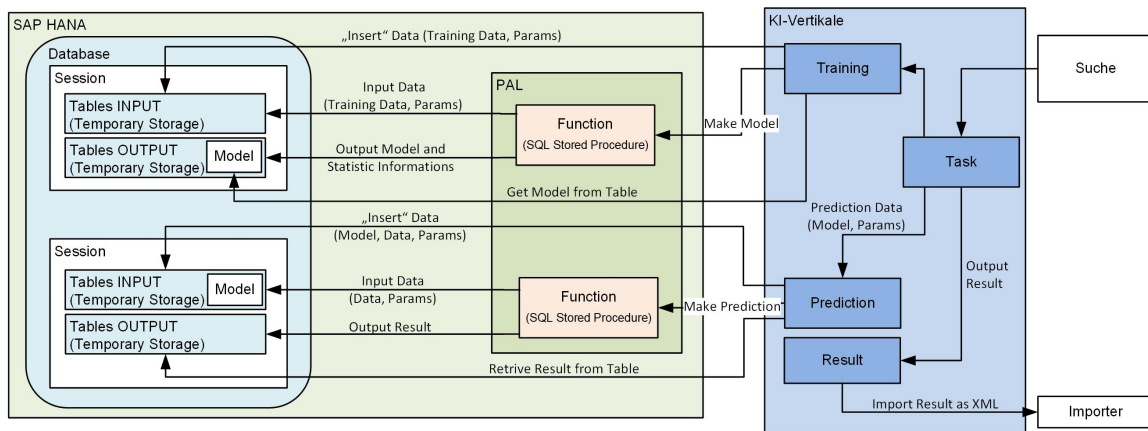 SAP HANA
KI-Vertikale
Database
„Insert“ Data (Training Data, Params)
Session
Training
Suche
Tables INPUT
(Temporary Storage)
Input Data
(Training Data, Params)
PAL
Function
(SQL Stored Procedure)
Make Model
Tables OUTPUT
(Temporary Storage)
Model
Output Model and
Statistic Informations
Task
Get Model from Table
„Insert“ Data
(Model, Data, Params)
Prediction Data
(Model, Params)
Session
Tables INPUT
(Temporary Storage)
Model
Input Data
(Data, Params)
Function
(SQL Stored Procedure)
Make Prediction
Prediction
Output
Result
Tables OUTPUT
(Temporary Storage)
Output Result
Retrive Result from Table
Result
Import Result as XML
Importer